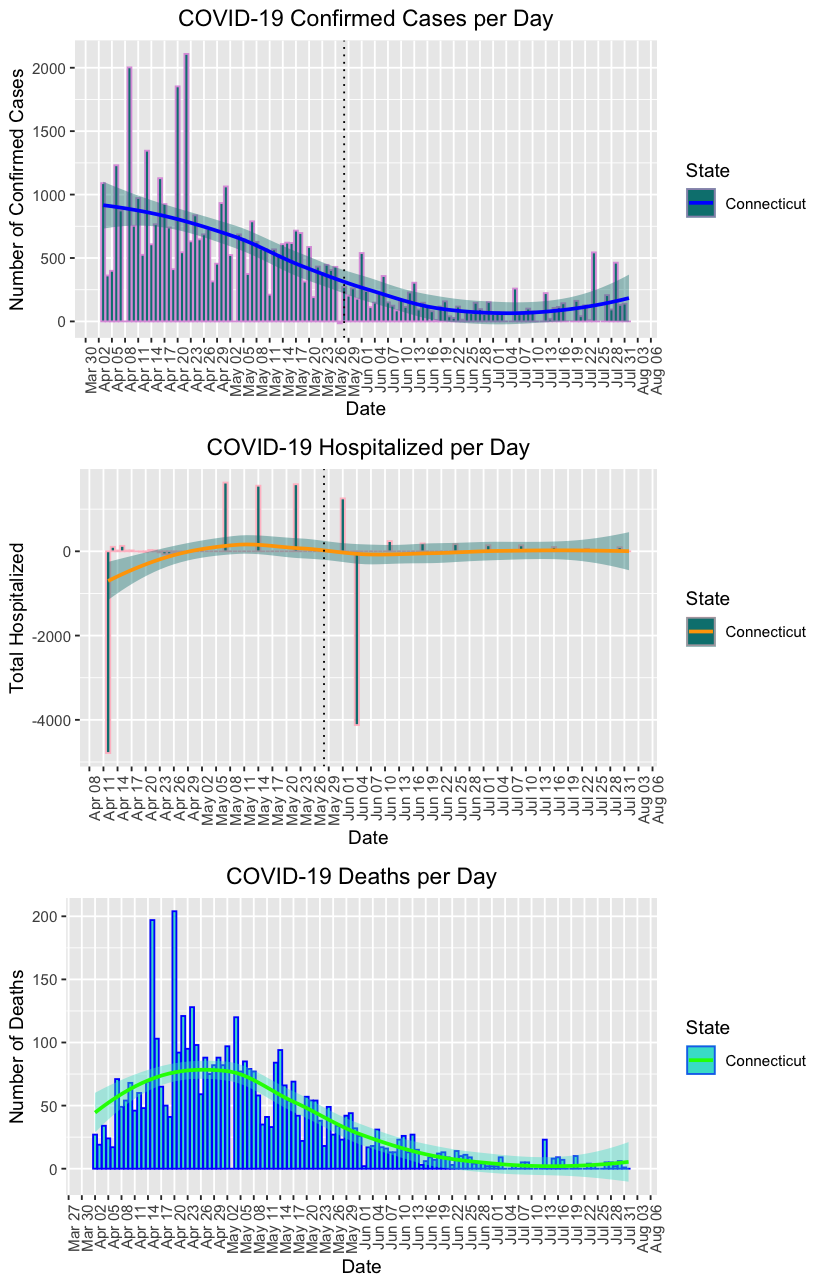 COVID-19 Confirmed Cases per Day
Number of Confirmed Cases
2000
1500
1000
500
0
Mar 30
Apr 02
Apr 05
Apr 08
Apr 11
Apr 14
Apr 17
Apr 20
Apr 23
Apr 26
Apr 29
May 02
May 05
May 08
May 11
May 14
May 17
May 20
May 23
May 26
May 29
Jun 01
Jun 04
Jun 07
Jun 10
Jun 13
Jun 16
Jun 19
Jun 22
Jun 25
Jun 28
Jul 01
Jul 04
Jul 07
Jul 10
Jul 13
Jul 16
Jul 19
Jul 22
Jul 25
Jul 28
Jul 31
Aug 03
Aug 06
Date
State
Connecticut
COVID-19 Hospitalized per Day
Total Hospitalized
0
-2000
-4000
Apr 08
Apr 11
Apr 14
Apr 17
Apr 20
Apr 23
Apr 26
Apr 29
May 02
May 05
May 08
May 11
May 14
May 17
May 20
May 23
May 26
May 29
Jun 01
Jun 04
Jun 07
Jun 10
Jun 13
Jun 16
Jun 19
Jun 22
Jun 25
Jun 28
Jul 01
Jul 04
Jul 07
Jul 10
Jul 13
Jul 16
Jul 19
Jul 22
Jul 25
Jul 28
Jul 31
Aug 03
Aug 06
Date
State
Connecticut
COVID-19 Deaths per Day
Number of Deaths
200
150
100
50
0
Mar 27
Mar 30
Apr 02
Apr 05
Apr 08
Apr 11
Apr 14
Apr 17
Apr 20
Apr 23
Apr 26
Apr 29
May 02
May 05
May 08
May 11
May 14
May 17
May 20
May 23
May 26
May 29
Jun 01
Jun 04
Jun 07
Jun 10
Jun 13
Jun 16
Jun 19
Jun 22
Jun 25
Jun 28
Jul 01
Jul 04
Jul 07
Jul 10
Jul 13
Jul 16
Jul 19
Jul 22
Jul 25
Jul 28
Jul 31
Aug 03
Aug 06
Date
State
Connecticut